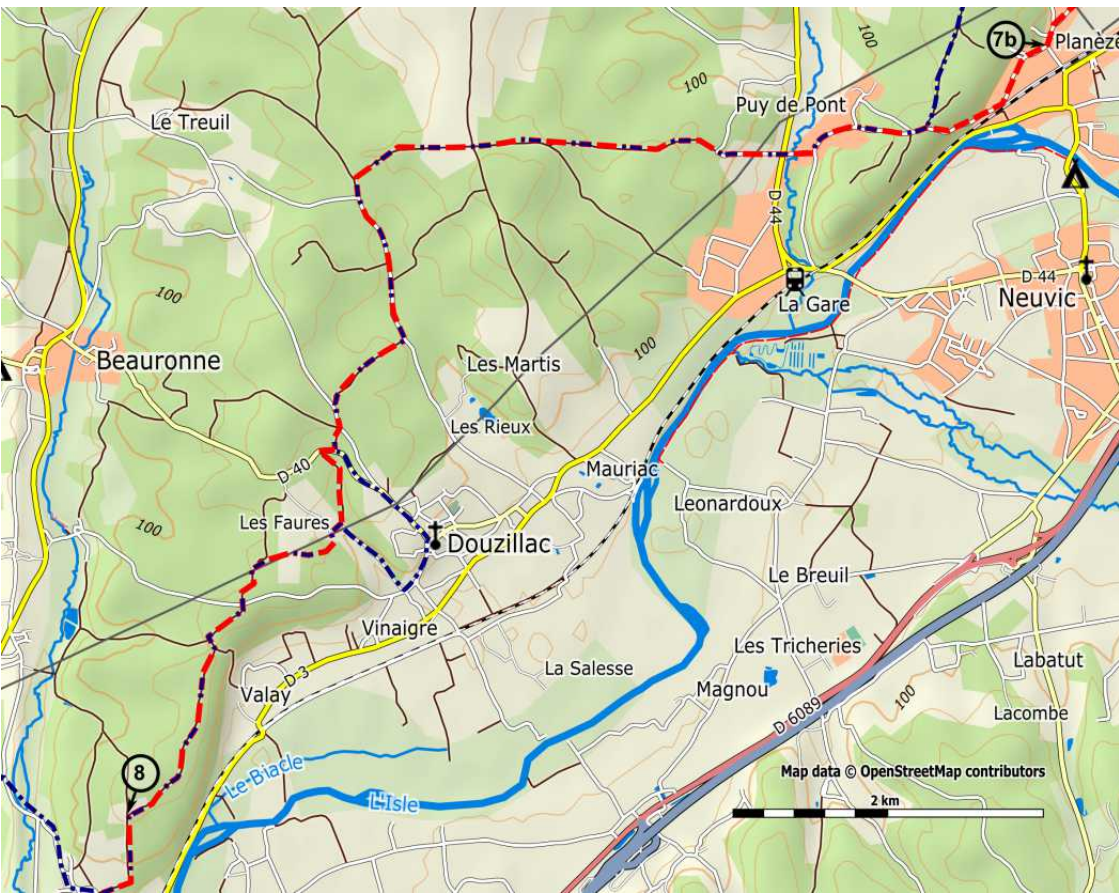 7b
Planèze
100
100
Puy de Pont
Le Treuil
D 44
D 44
Neuvic
La Gare
100
100
Beauronne
Les Martis
Les Rieux
D 40
Mauriac
Leonardoux
100
Les Faures
Douzillac
Le Breuil
Vinaigre
Les Tricheries
La Salesse
Labatut
D 3
Valay
Magnou
100
D 6089
Lacombe
8
Le Biacle
Map data © OpenStreetMap contributors
L'Isle
2 km